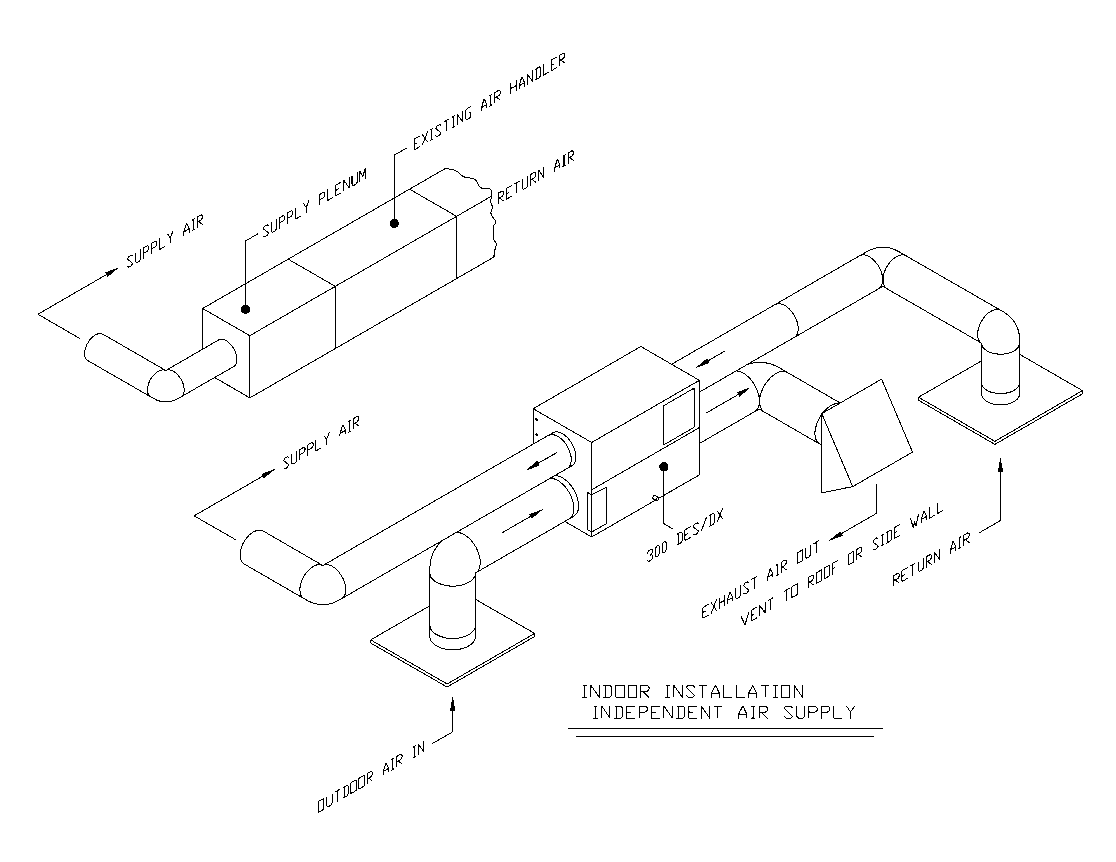 EXISTING AIR HANDLER
RETURN AIR
SUPPLY PLENUM
SUPPLY AIR
SUPPLY AIR
300 DES/DX
EXHAUST AIR OUT
VENT TO ROOF OR SIDE WALL
RETURN AIR
INDOOR INSTALLATION
INDEPENDENT AIR SUPPLY
OUTDOOR AIR IN